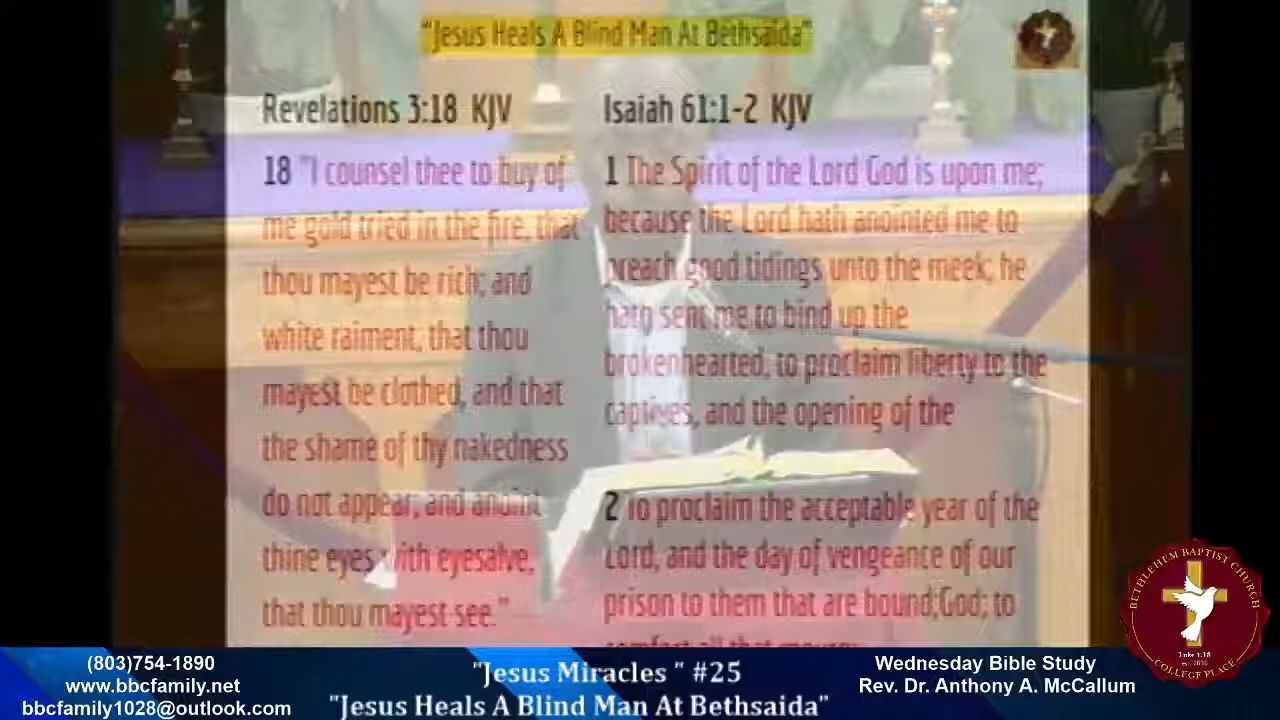 "Jesus Heals A Blind Man At Bethsaida"
Revelations 3:18 KJV
18 "I counsel thee to buy of
me gold tried in the fire, that
thou mayest be rich; and
white raiment, that thou
mayest be clothed, and that
the shame of thy nakedness
do not appear; and anoint
thine eyes with eyesalve,
that thou mayest see."
Isaiah 61:1-2 KJV
1 The Spirit of the Lord God is upon me;
because the Lord hath anointed me to
preach good tidings unto the meek; he
hath sent me to bind up the
brokenhearted, to proclaim liberty to the
captives, and the opening of the
2 To proclaim the acceptable year of the
Lord, and the day of vengeance of our
prison to them that are bound;God; to
comfort all that mourn;
BETHLEHEM BAPTIST CHURCH
Luke 4:18
COLLEGE PLACE
(803)754-1890
www.bbcfamily.net
bbcfamily1028@outlook.com
"Jesus Miracles " #25
"Jesus Heals A Blind Man At Bethsaida"
Wednesday Bible Study
Rev. Dr. Anthony A. McCallum